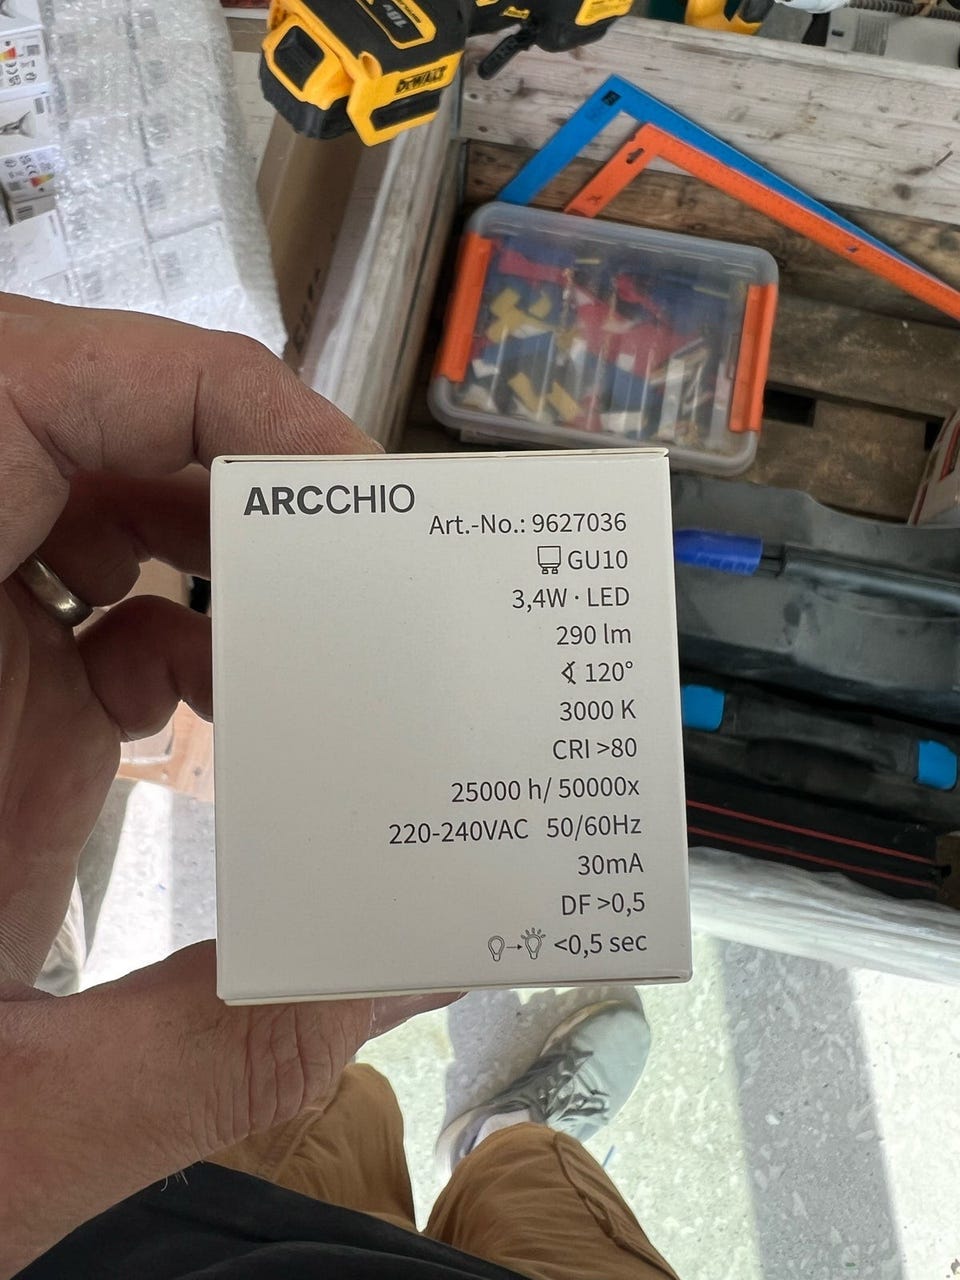 DEWALT
ARCCHIO
Art.-No.: 9627036
GU10
3,4W · LED
290 lm
120°
3000 K
CRI >80
25000 h/ 50000x
220-240VAC 50/60Hz
30mA
DF >0,5
<0,5 sec